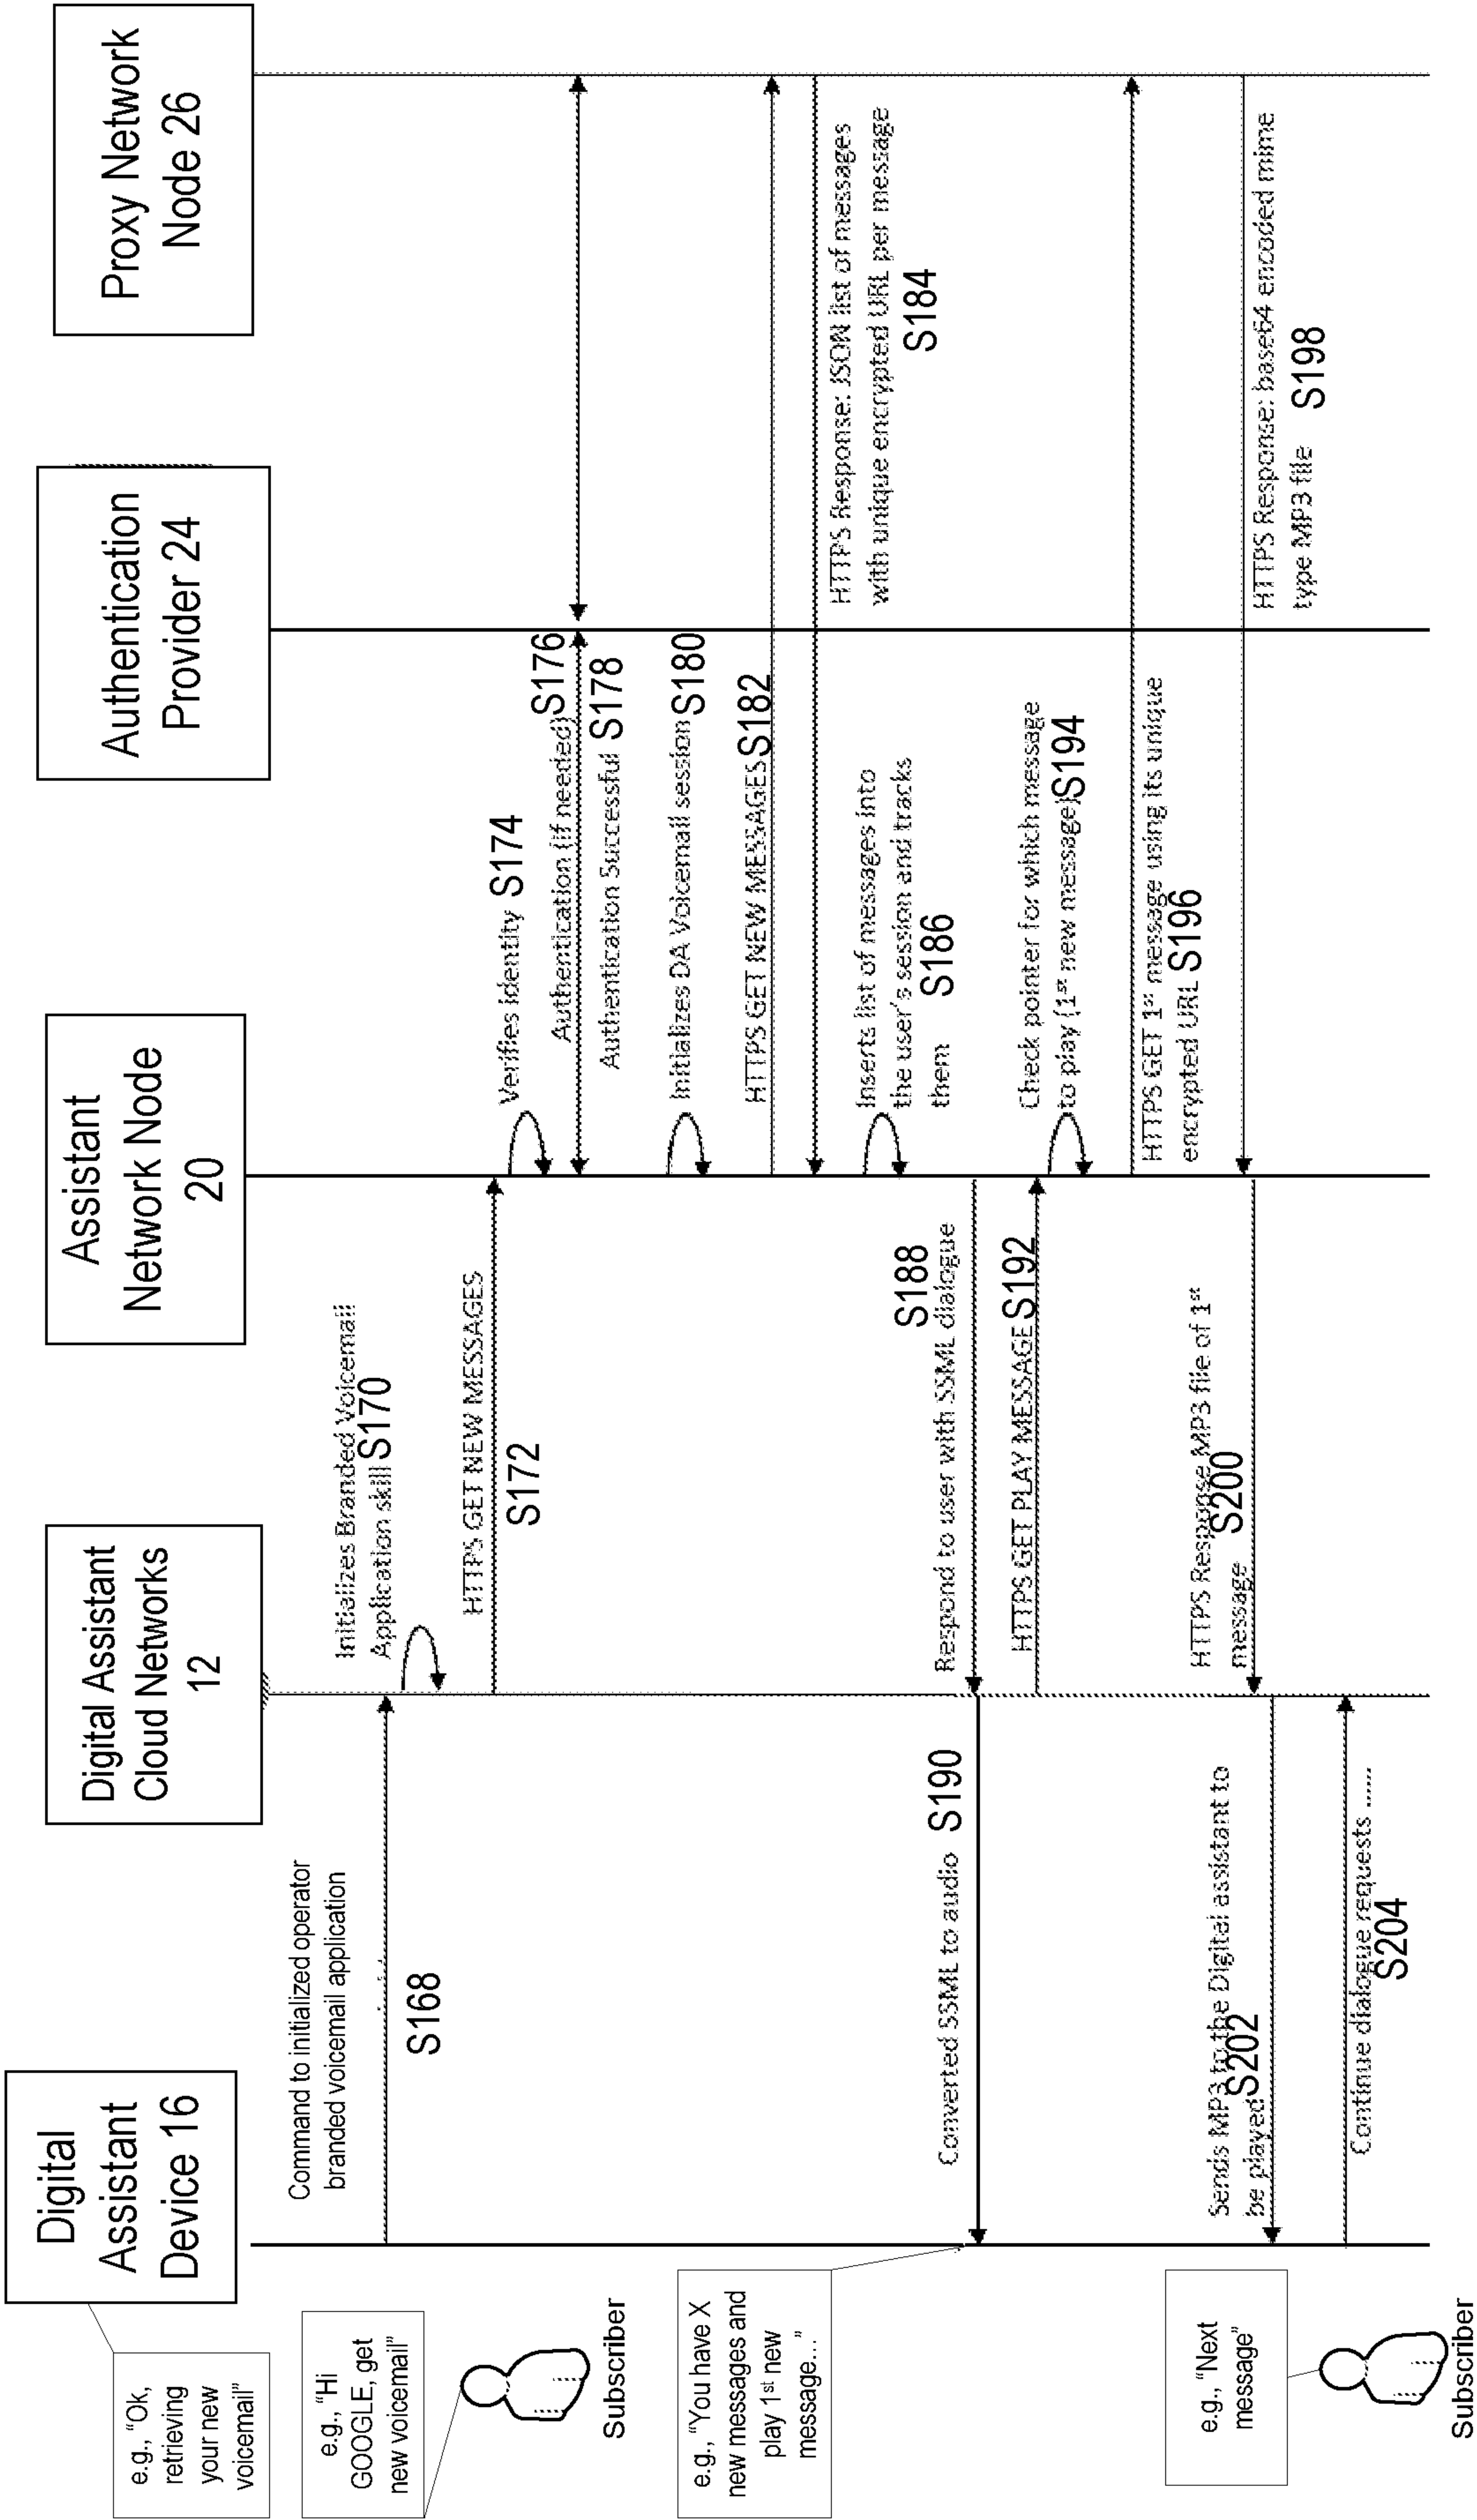 Digital
Assistant
Device 16
Digital Assistant
Cloud Networks
12
Assistant
Network Node
20
Authentication
Provider 24
Proxy Network
Node 26
e.g., “Ok,
retrieving
your new
voicemail”
e.g., “Hi
GOOGLE, get
new voicemail”
Subscriber
Command to initialized operator
branded voicemail application
S168
Initializes Branded Voicemail
Application skill S170
HTTPS GET NEW MESSAGES
S172
Verifies identity S174
Authentication (if needed) S176
Authentication Successful S178
Initializes DA Voicemail session S180
HTTPS GET NEW MESSAGES S182
HTTPS Response: JSON list of messages
with unique encrypted URL per message
S184
Inserts list of messages into
the user's session and tracks
them S186
S188
Respond to user with SSML dialogue
e.g., “You have X
new messages and
play 1st new
message...”
Converted SSML to audio S190
HTTPS GET PLAY MESSAGE S192
Check pointer for which message
to play (1st new message) S194
HTTPS GET 1st message using its unique
encrypted URL S196
HTTPS Response: base64 encoded mime
type MP3 file S198
HTTPS Response MP3 file of 1st
message S200
Sends MP3 to the Digital assistant to
be played S202
e.g., “Next
message”
Subscriber
Continue dialogue requests ......
S204